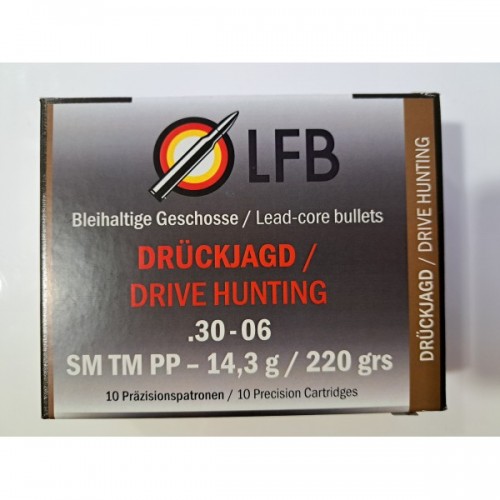 LFB
Bleihaltige Geschosse / Lead-core bullets
DRÜCKJAGD /
DRIVE HUNTING
.30-06
SM TM PP – 14,3 g / 220 grs
10 Präzisionspatronen / 10 Precision Cartridges
DRÜCKJAGD / DRIVE HUNTING